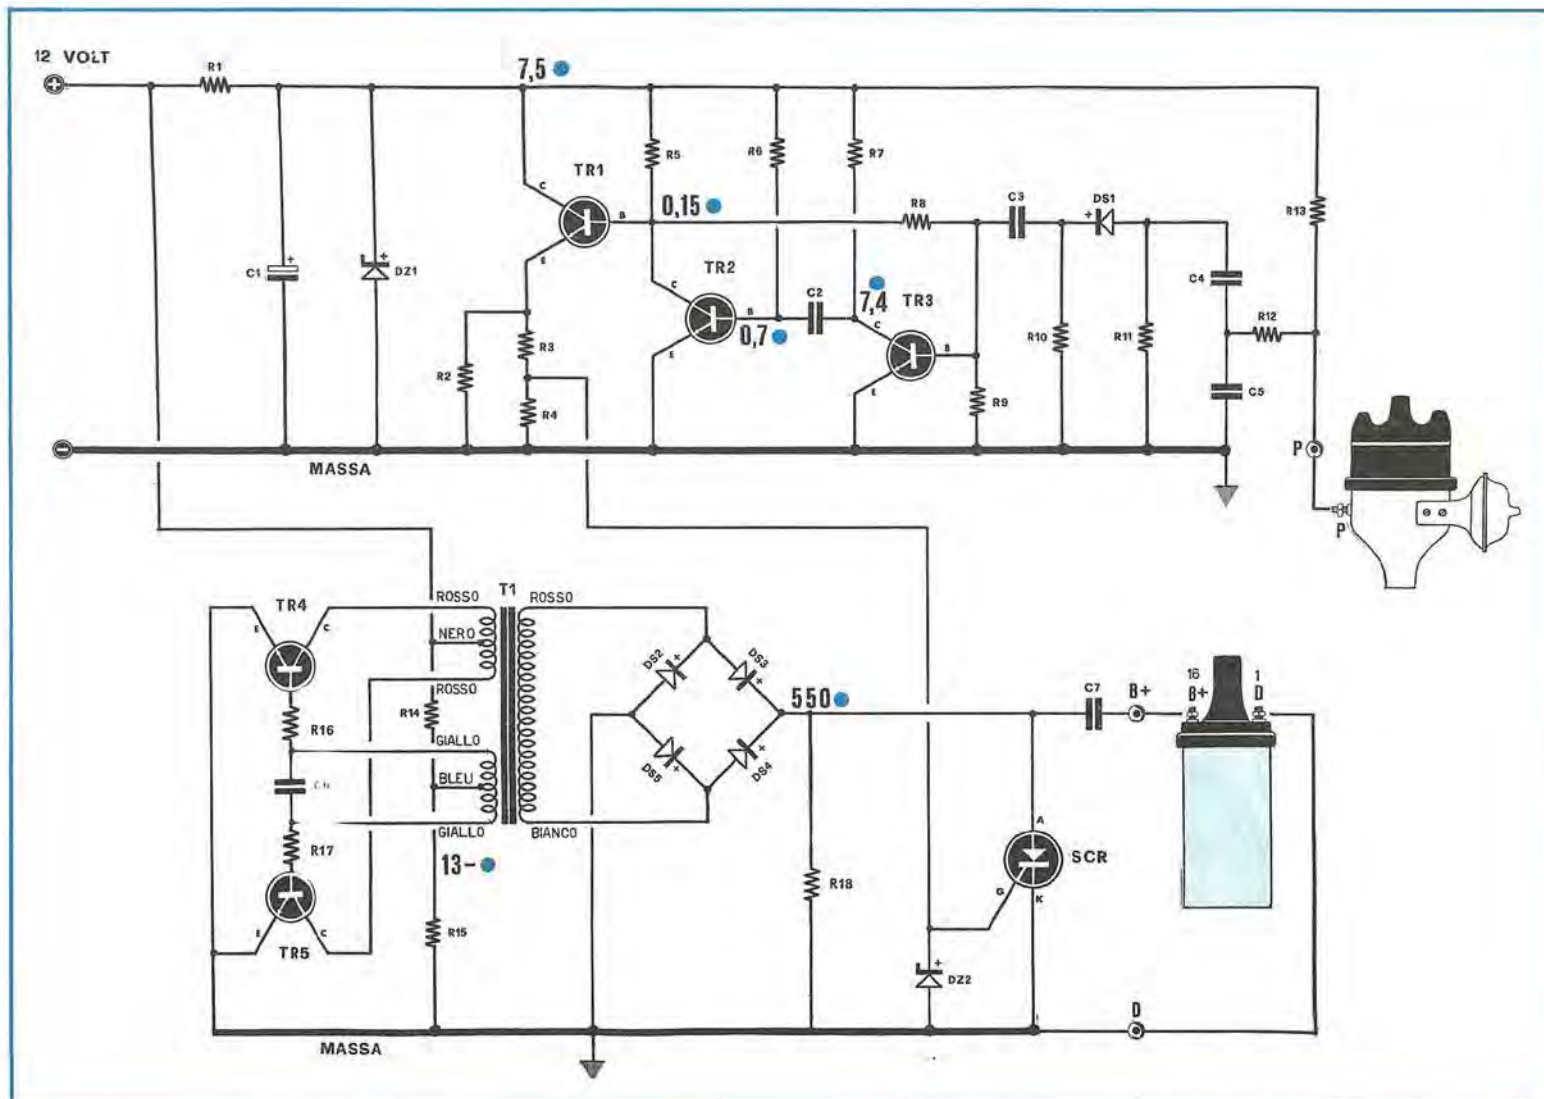 12 VOLT
R1
7,5
R5
R6
R7
TR1
C
B
E
0,15
R8
C3
DS1
+
R13
C1
+
DZ1
+
TR2
C
B
E
0,7
C2
7,4
TR3
C
B
E
C4
R12
R2
R3
R4
R9
R10
R11
C5
MASSA
P
P
TR4
E
C
ROSSO
T1
ROSSO
NERO
ROSSO
R14
R16
GIALLO
BLEU
GIALLO
BIANCO
R17
TR5
E
C
13-
R15
DS2
+
DS3
+
DS5
+
DS4
+
550
R18
C7
B+
16
B+
1
D
A
SCR
G
K
DZ2
+
D
MASSA